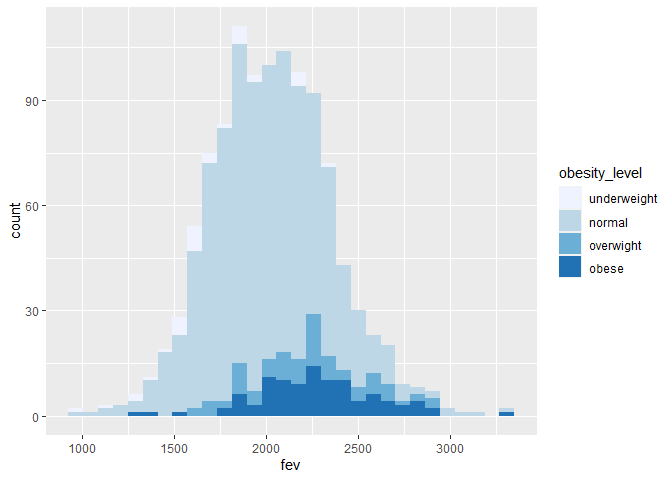 90
60
30
0
count
1000
1500
2000
2500
3000
fev
obesity_level
underweight
normal
overwight
obese